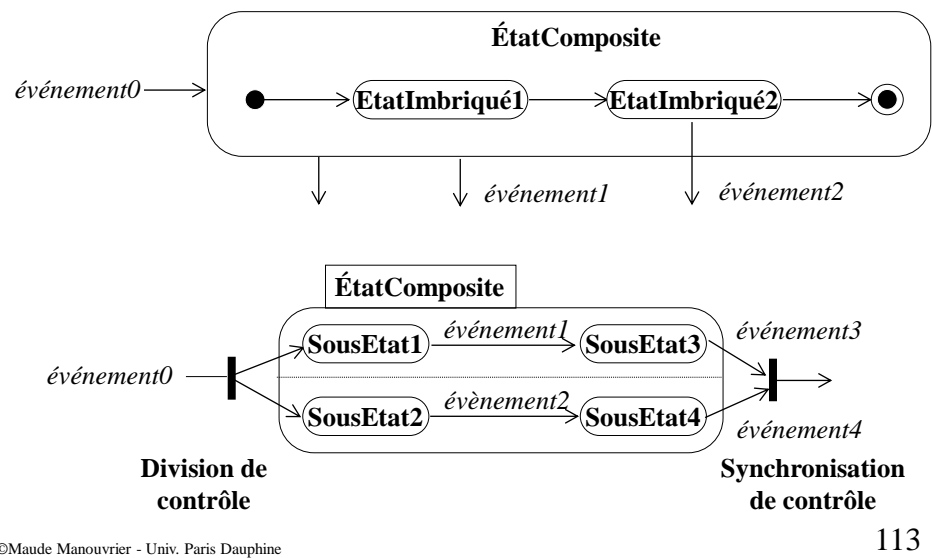 ÉtatComposite
événement0
EtatImbriqué1
EtatImbriqué2
événement1
événement2
ÉtatComposite
événement0
SousEtat1
événement1
SousEtat3
événement3
SousEtat2
évènement2
SousEtat4
événement4
Division de
contrôle
Synchronisation
de contrôle
©Maude Manouvrier - Univ. Paris Dauphine
113